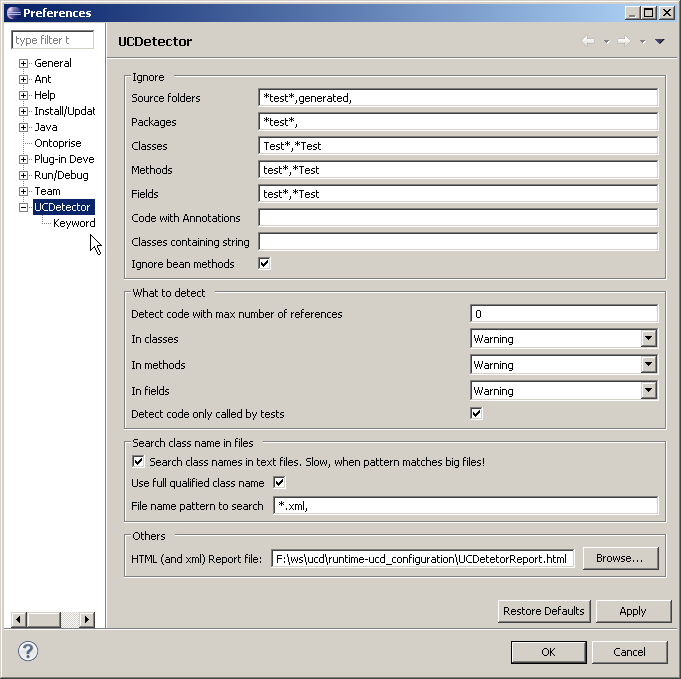 Preferences
type filter t
General
Ant
Help
Install/Updat
Java
Ontoprise
Plug-in Deve
Run/Debug
Team
UCDetector
Keyword
UCDetector
Ignore
Source folders *test*,generated,
Packages *test*,
Classes Test*,*Test
Methods test*,*Test
Fields test*,*Test
Code with Annotations
Classes containing string
Ignore bean methods
What to detect
Detect code with max number of references 0
In classes Warning
In methods Warning
In fields Warning
Detect code only called by tests
Search class name in files
Search class names in text files. Slow, when pattern matches big files!
Use full qualified class name
File name pattern to search *.xml,
Others
HTML (and xml) Report file: F:\ws\ucd\runtime-ucd_configuration\UCDetetorReport.html Browse...
Restore Defaults Apply
? OK Cancel